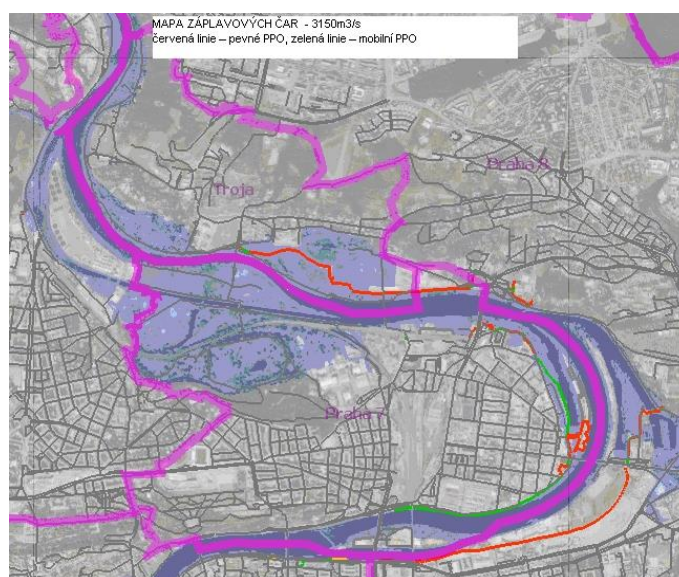 MAPA ZÁPLAVOVÝCH ČAR - 3150m3/s
červená linie – pevné PPO, zelená linie – mobilní PPO
Praha 8
Troja
Praha 7